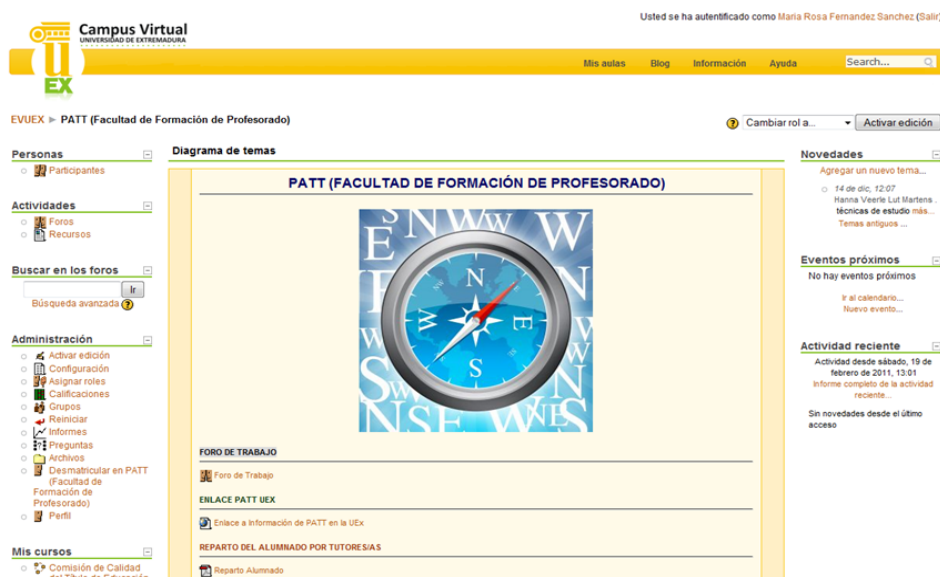 Usted se ha autentificado como Maria Rosa Fernandez Sanchez (Salir)
Campus Virtual
UNIVERSIDAD DE EXTREMADURA
u
EX
Mis aulas Blog Información Ayuda Search...
EVUEX ► PATT (Facultad de Formación de Profesorado)
Cambiar rol a... Activar edición
Personas
Participantes
Actividades
Foros
Recursos
Buscar en los foros
Ir
Búsqueda avanzada
Administración
Activar edición
Configuración
Asignar roles
Calificaciones
Grupos
Reiniciar
Informes
Preguntas
Archivos
Desmatricular en PATT
(Facultad de
Formación de
Profesorado)
Perfil
Mis cursos
Comisión de Calidad
del Título de Educación
Diagrama de temas
PATT (FACULTAD DE FORMACIÓN DE PROFESORADO)
N
W E
S
FORO DE TRABAJO
Foro de Trabajo
ENLACE PATT UEX
Enlace a Información de PATT en la UEx
REPARTO DEL ALUMNADO POR TUTORES/AS
Reparto Alumnado
Novedades
Agregar un nuevo tema...
14 de dic, 12:07
Hanna Veerle Lut Martens .
técnicas de estudio más...
Temas antiguos ...
Eventos próximos
No hay eventos próximos
Ir al calendario...
Nuevo evento...
Actividad reciente
Actividad desde sábado, 19 de
febrero de 2011, 13:01
Informe completo de la actividad
reciente...
Sin novedades desde el último
acceso